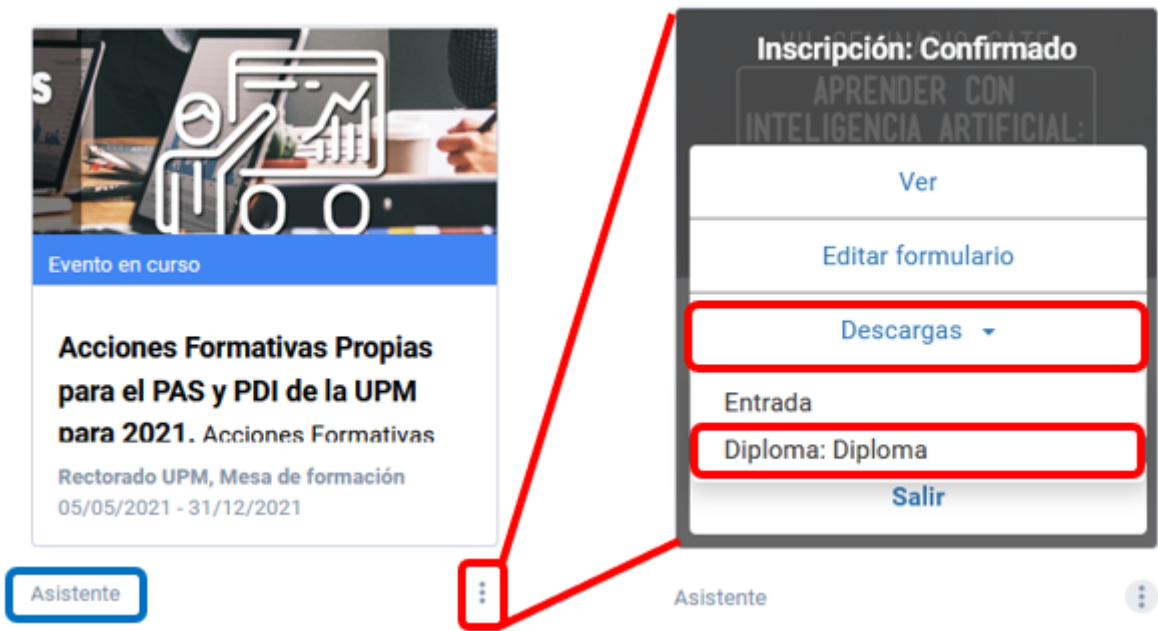 S
Evento en curso
Acciones Formativas Propias
para el PAS y PDI de la UPM
para 2021. Acciones Formativas
Rectorado UPM, Mesa de formación
05/05/2021 - 31/12/2021
Asistente
Inscripción: Confirmado
APRENDER CON
INTELIGENCIA ARTIFICIAL:
Ver
Editar formulario
Descargas
Entrada
Diploma: Diploma
Salir
Asistente